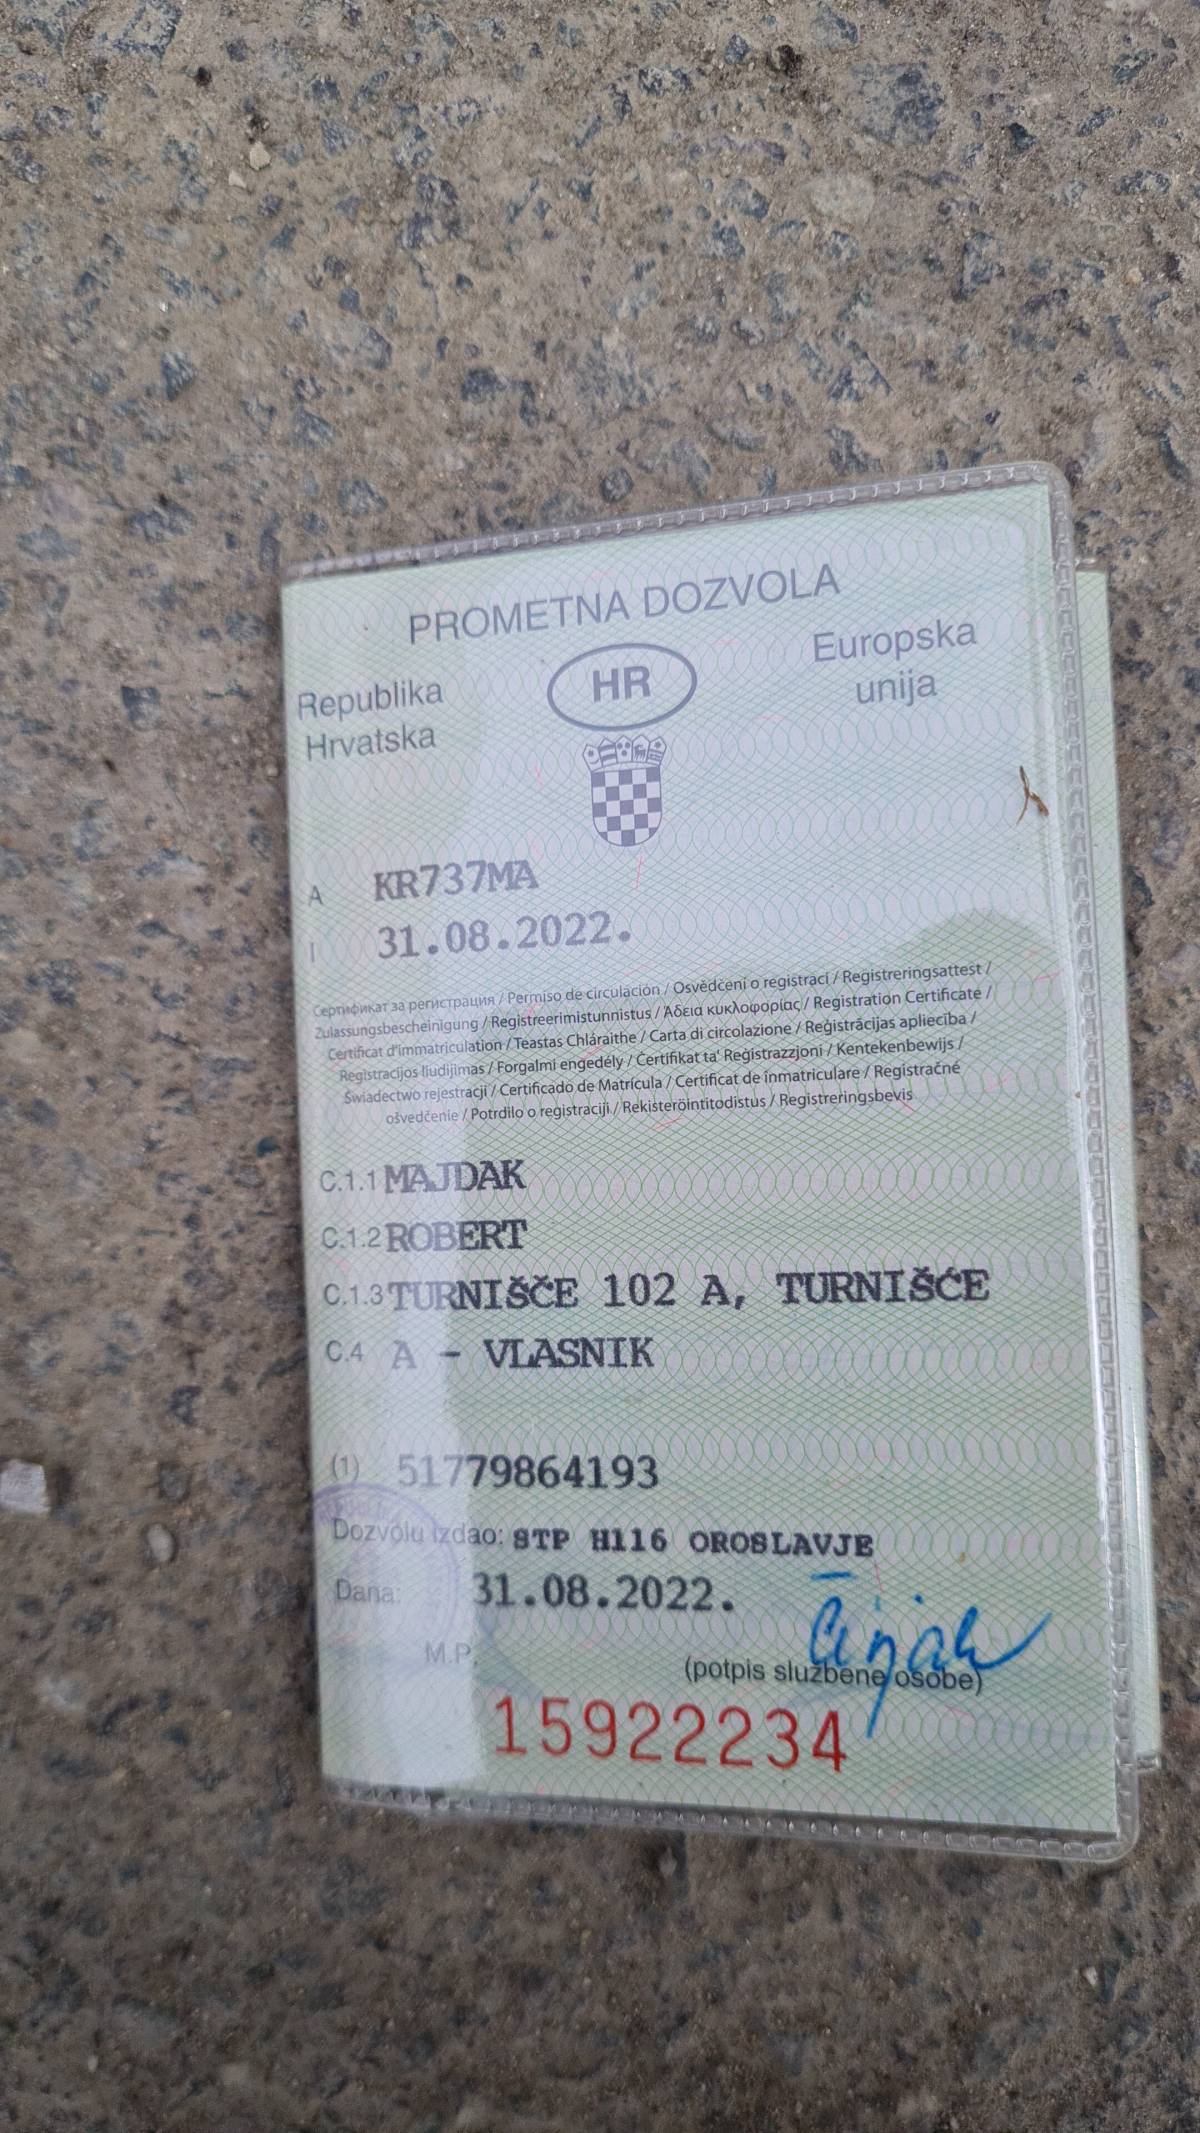 PROMETNA DOZVOLA
Republika Hrvatska
HR
Europska unija
A KR737MA
I 31.08.2022.
Сертификат за регистрация / Permiso de circulación / Osvědčení o registraci / Registreringsattest /
Zulassungsbescheinigung / Registreerimistunnistus / Άδεια κυκλοφορίας / Registration Certificate /
Certificat d'immatriculation / Teastas Chláraithe / Carta di circolazione / Reģistrācijas apliecība /
Registracijos liudijimas / Forgalmi engedély / Ċertifikat ta' Reġistrazzjoni / Kentekenbewijs /
Świadectwo rejestracji / Certificado de Matrícula / Certificat de înmatriculare / Registračné
osvedčenie / Potrdilo o registraciji / Rekisteröintitodistus / Registreringsbevis
C.1.1 MAJDAK
C.1.2 ROBERT
C.1.3 TURNIŠČE 102 A, TURNIŠĆE
C.4 A - VLASNIK
(1) 51779864193
Dozvolu izdao: STP H116 OROSLAVJE
Dana: 31.08.2022.
M.P.
(potpis službene osobe)
15922234